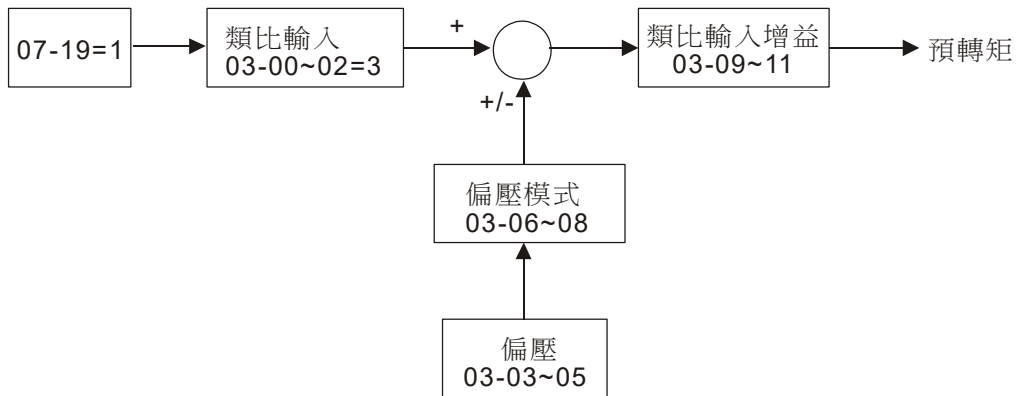 07-19=1
類比輸入
03-00~02=3
+
+/-
類比輸入增益
03-09~11
預轉矩
偏壓模式
03-06~08
偏壓
03-03~05